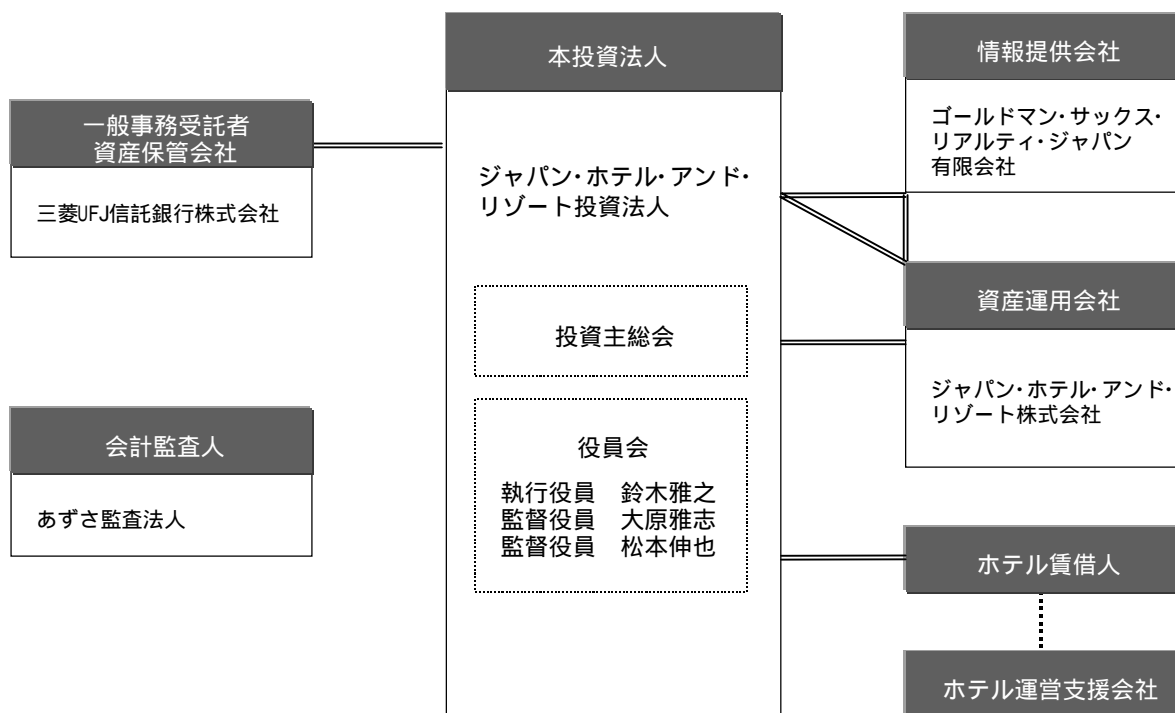 一般事務受託者
資産保管会社
三菱UFJ信託銀行株式会社
会計監査人
あずさ監査法人
本投資法人
ジャパン・ホテル・アンド・
リゾート投資法人
投資主総会
役員会
執行役員　鈴木雅之
監督役員　大原雅志
監督役員　松本伸也
情報提供会社
ゴールドマン・サックス・
リアルティ・ジャパン
有限会社
資産運用会社
ジャパン・ホテル・アンド・
リゾート株式会社
ホテル賃借人
ホテル運営支援会社